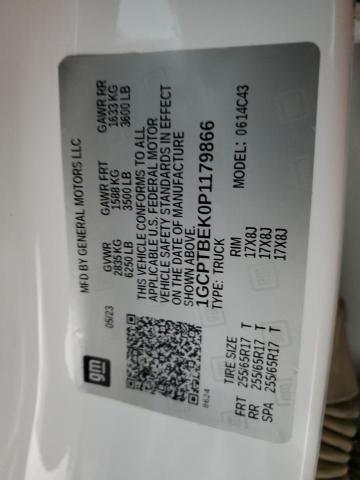 gm
MFD BY GENERAL MOTORS LLC
05/23
GVWR GAWR FRT GAWR RR
2835 KG 1588 KG 1633 KG
6250 LB 3500 LB 3600 LB
THIS VEHICLE CONFORMS TO ALL
APPLICABLE U.S. FEDERAL MOTOR
VEHICLE SAFETY STANDARDS IN EFFECT
ON THE DATE OF MANUFACTURE
SHOWN ABOVE.
1GCPTBEK0P1179866
TYPE: TRUCK MODEL: 0614C43
0624
TIRE SIZE RIM
FRT 255/65R17 T 17X8J
RR 255/65R17 T 17X8J
SPA 255/65R17 T 17X8J